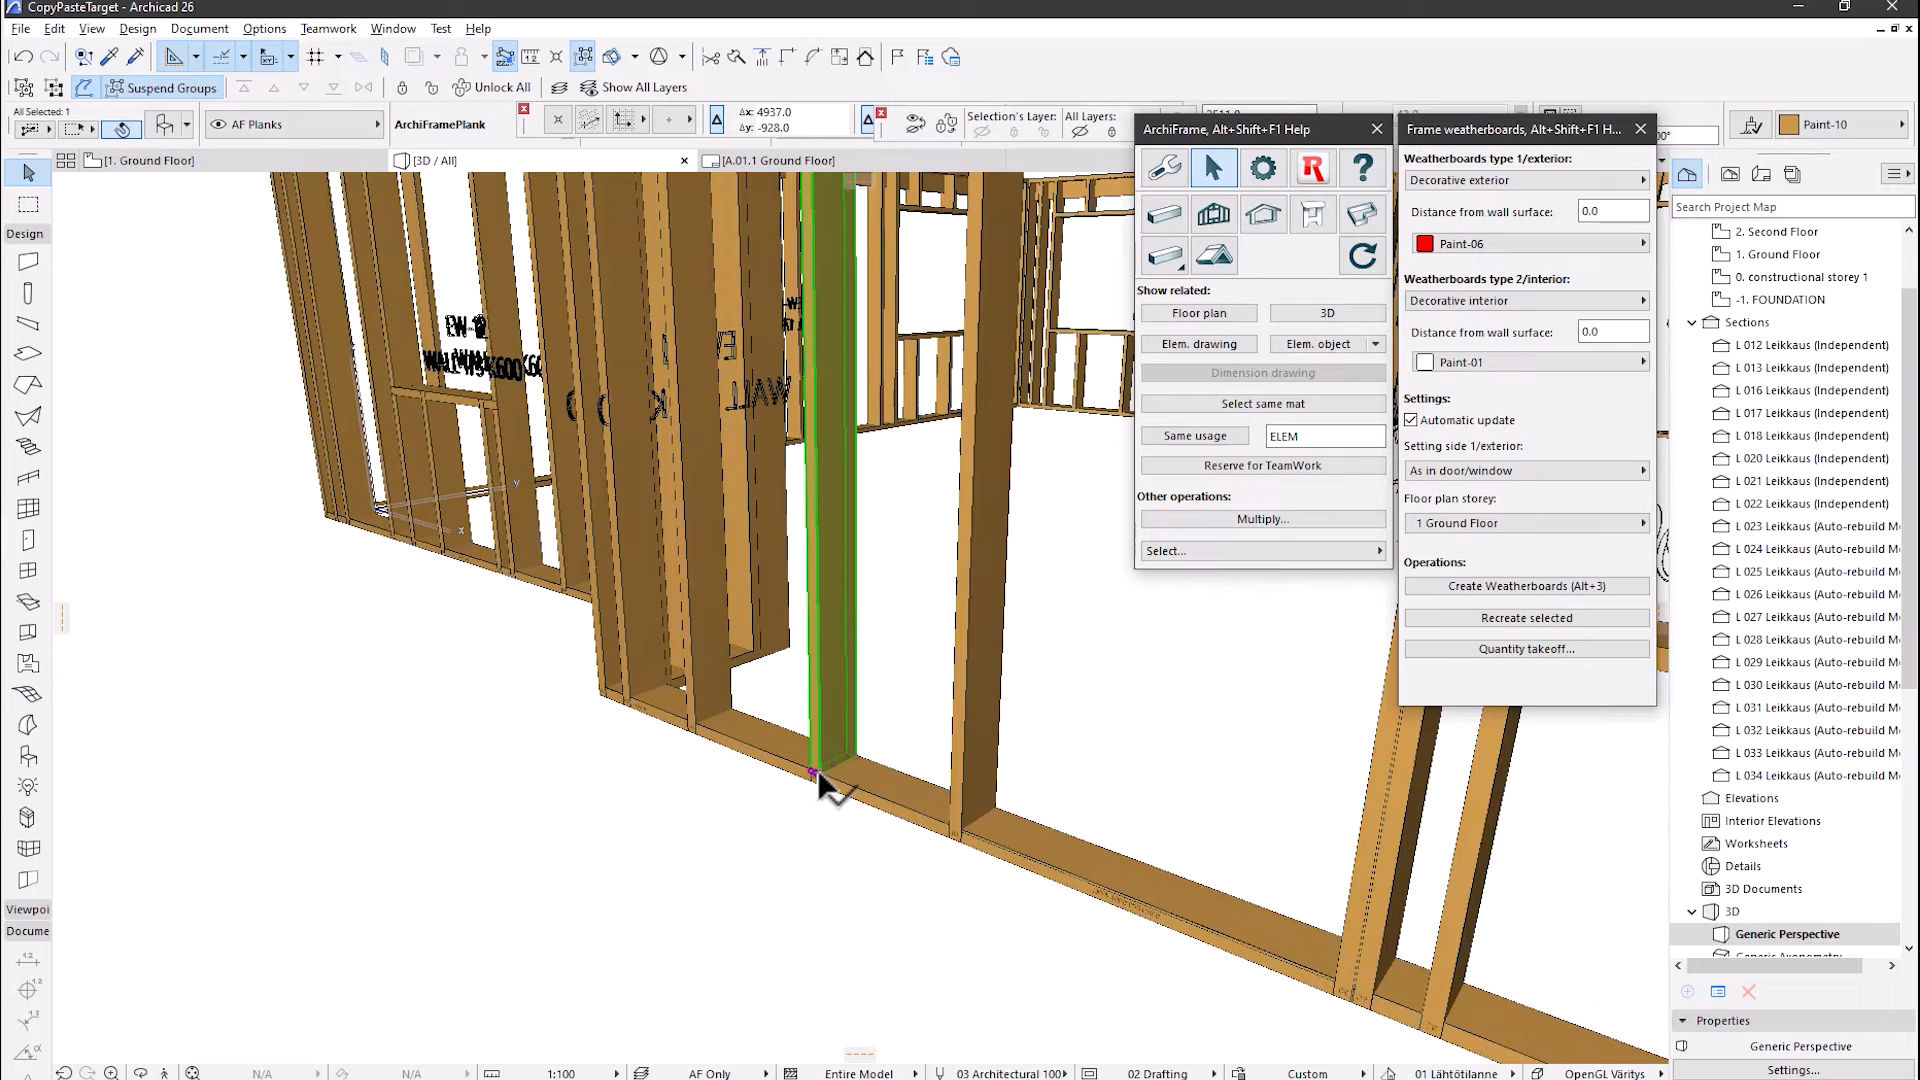 CopyPasteTarget - Archicad 26
File Edit View Design Document Options Teamwork Window Test Help
Suspend Groups Unlock All Show All Layers
All Selected: 1
AF Planks
ArchiFramePlank
Δx: 4937.0
Δy: -928.0
Selection's Layer:
All Layers:
Paint-10
[1. Ground Floor]
[3D / All]
[A.01.1 Ground Floor]
Design
Viewpoi
Docume
EW-12
ArchiFrame, Alt+Shift+F1 Help
Show related:
Floor plan
3D
Elem. drawing
Elem. object
Dimension drawing
Select same mat
Same usage
ELEM
Reserve for TeamWork
Other operations:
Multiply...
Select...
Frame weatherboards, Alt+Shift+F1 H...
Weatherboards type 1/exterior:
Decorative exterior
Distance from wall surface:
0.0
Paint-06
Weatherboards type 2/interior:
Decorative interior
Distance from wall surface:
0.0
Paint-01
Settings:
Automatic update
Setting side 1/exterior:
As in door/window
Floor plan storey:
1 Ground Floor
Operations:
Create Weatherboards (Alt+3)
Recreate selected
Quantity takeoff...
Search Project Map
2. Second Floor
1. Ground Floor
0. constructional storey 1
-1. FOUNDATION
Sections
L 012 Leikkaus (Independent)
L 013 Leikkaus (Independent)
L 016 Leikkaus (Independent)
L 017 Leikkaus (Independent)
L 018 Leikkaus (Independent)
L 020 Leikkaus (Independent)
L 021 Leikkaus (Independent)
L 022 Leikkaus (Independent)
L 023 Leikkaus (Auto-rebuild M
L 024 Leikkaus (Auto-rebuild M
L 025 Leikkaus (Auto-rebuild M
L 026 Leikkaus (Auto-rebuild M
L 027 Leikkaus (Auto-rebuild M
L 028 Leikkaus (Auto-rebuild M
L 029 Leikkaus (Auto-rebuild M
L 030 Leikkaus (Auto-rebuild M
L 031 Leikkaus (Auto-rebuild M
L 032 Leikkaus (Auto-rebuild M
L 033 Leikkaus (Auto-rebuild M
L 034 Leikkaus (Auto-rebuild M
Elevations
Interior Elevations
Worksheets
Details
3D Documents
3D
Generic Perspective
Generic Axonometry
Properties
Generic Perspective
Settings...
N/A
N/A
1:100
AF Only
Entire Model
03 Architectural 100
02 Drafting
Custom
01 Lähtötilanne
OpenGL Väritys